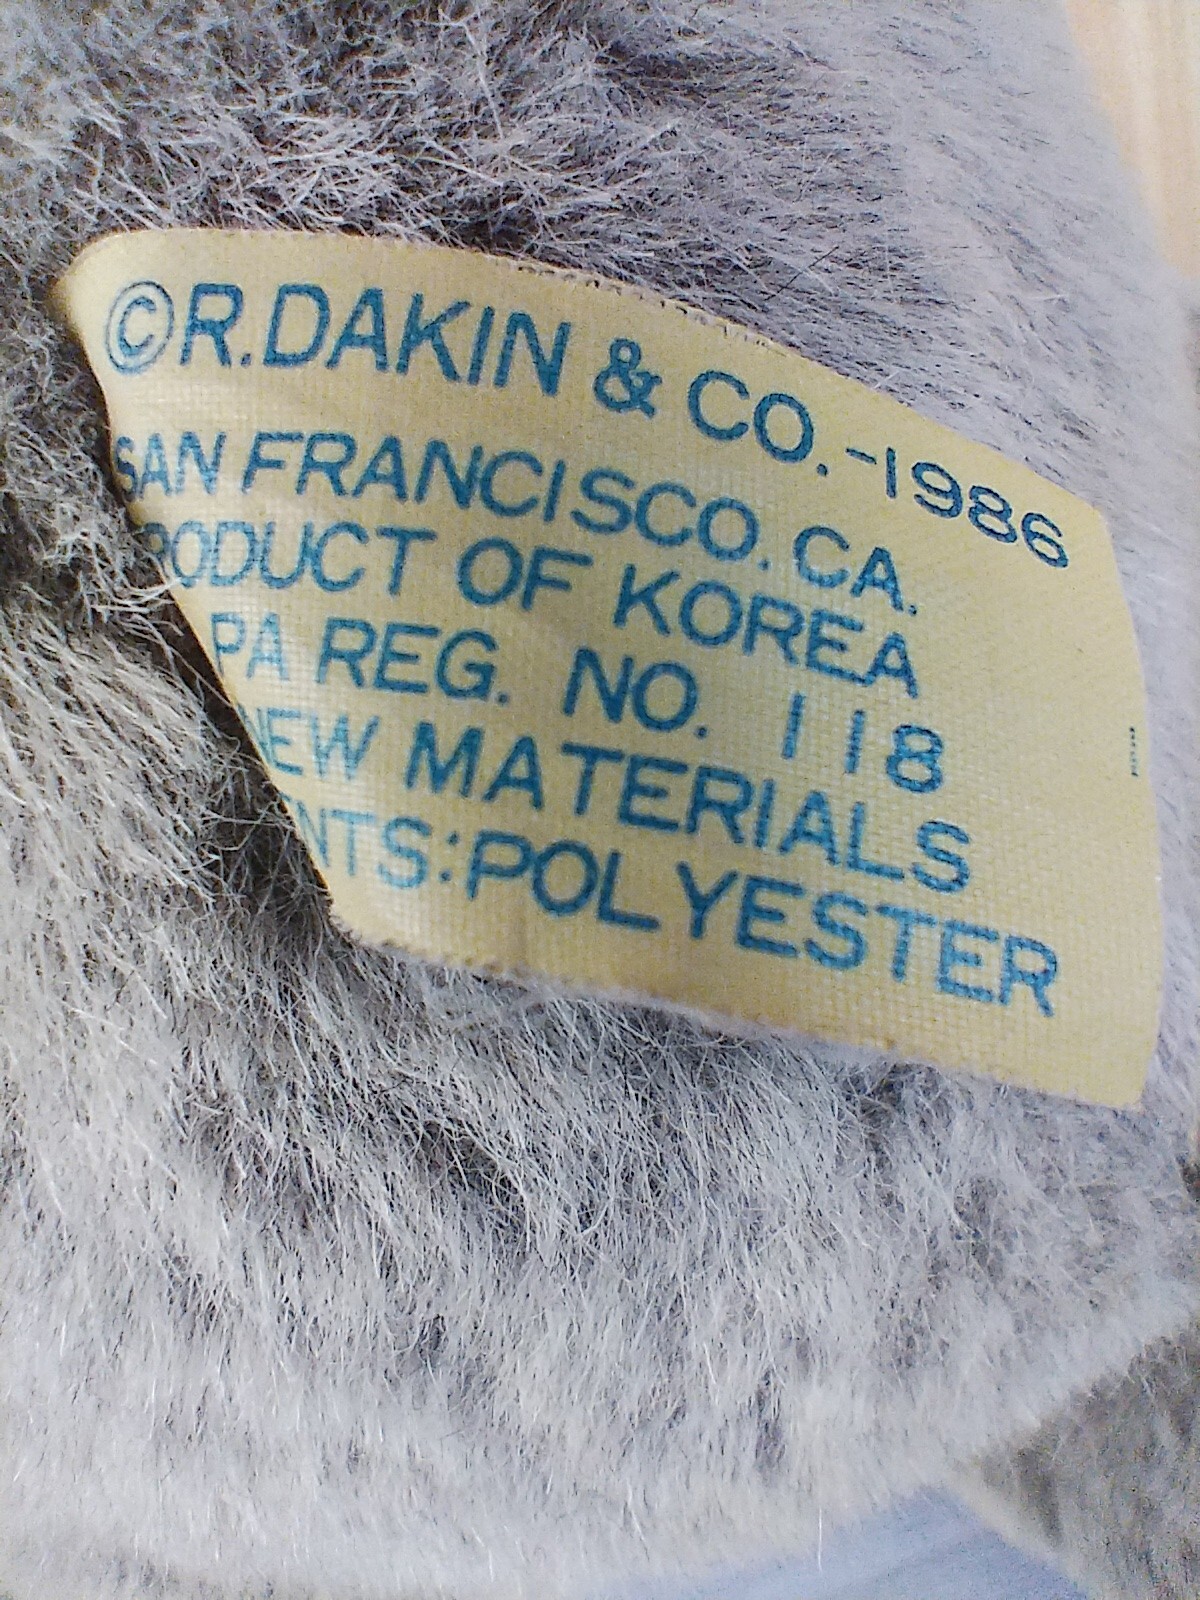 ©R.DAKIN & CO.-1986
SAN FRANCISCO. CA.
PRODUCT OF KOREA
PA REG. NO. 118
NEW MATERIALS
NTS:POLYESTER